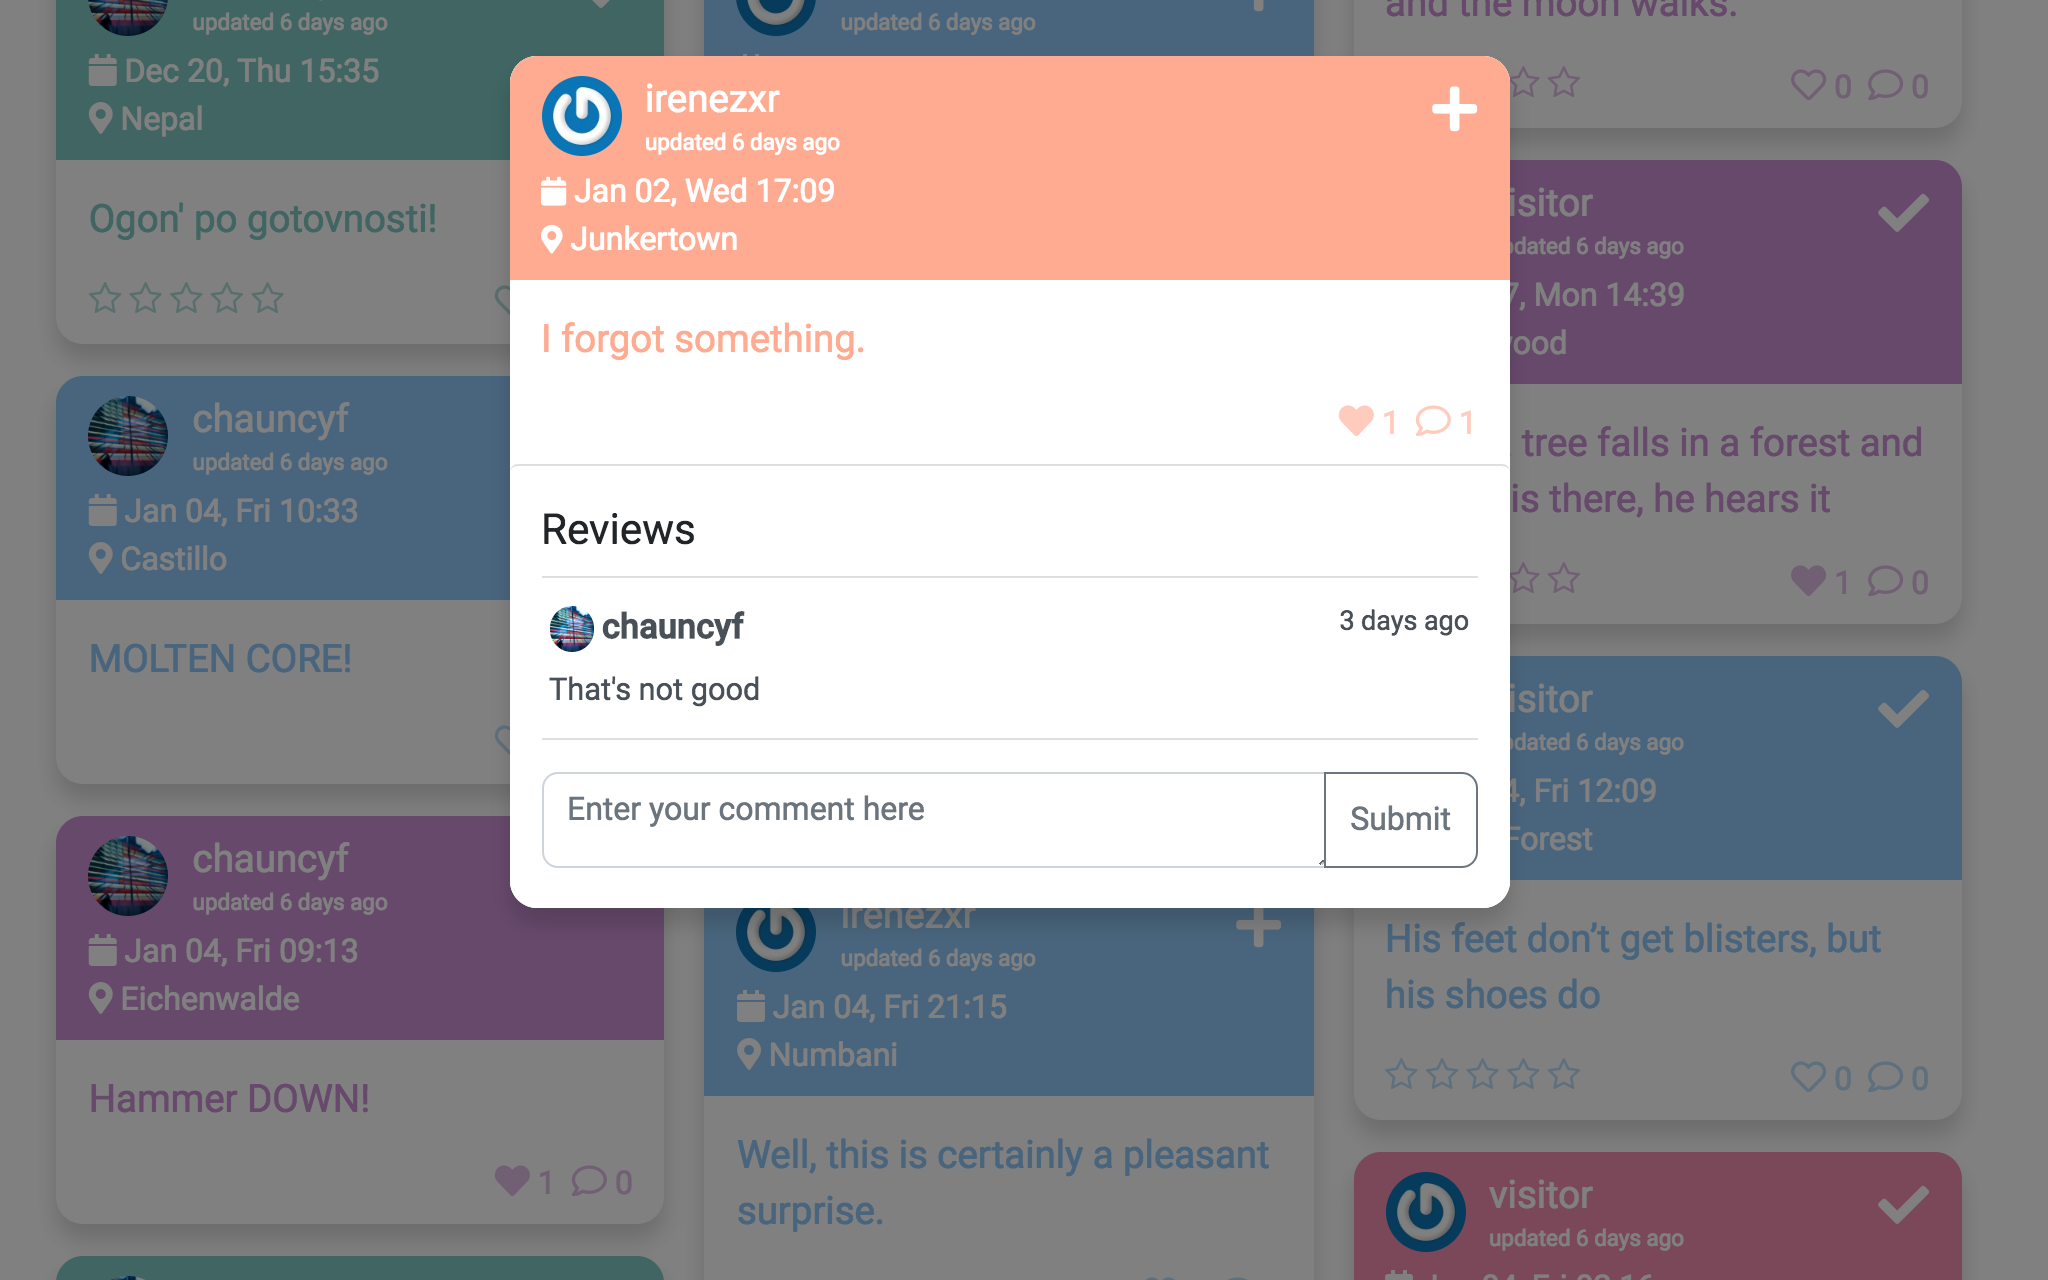 updated 6 days ago
Dec 20, Thu 15:35
Nepal
Ogon' po gotovnosti!
chauncyf
updated 6 days ago
Jan 04, Fri 10:33
Castillo
MOLTEN CORE!
chauncyf
updated 6 days ago
Jan 04, Fri 09:13
Eichenwalde
Hammer DOWN!
1 0
updated 6 days ago
irenezxr
updated 6 days ago
Jan 02, Wed 17:09
Junkertown
I forgot something.
1 1
Reviews
chauncyf 3 days ago
That's not good
Enter your comment here
Submit
irenezxr
updated 6 days ago
Jan 04, Fri 21:15
Numbani
Well, this is certainly a pleasant
surprise.
and the moon walks.
0 0
isitor
dated 6 days ago
, Mon 14:39
ood
tree falls in a forest and
is there, he hears it
1 0
isitor
dated 6 days ago
, Fri 12:09
Forest
His feet don’t get blisters, but
his shoes do
0 0
visitor
updated 6 days ago